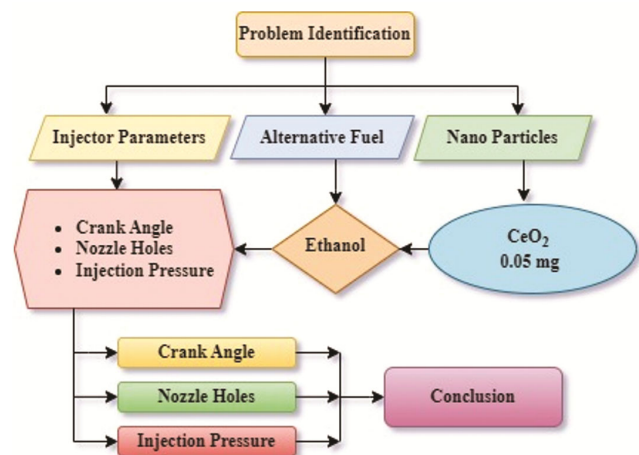 Problem Identification
Injector Parameters
Alternative Fuel
Nano Particles
• Crank Angle
• Nozzle Holes
• Injection Pressure
Ethanol
CeO₂
0.05 mg
Crank Angle
Nozzle Holes
Injection Pressure
Conclusion